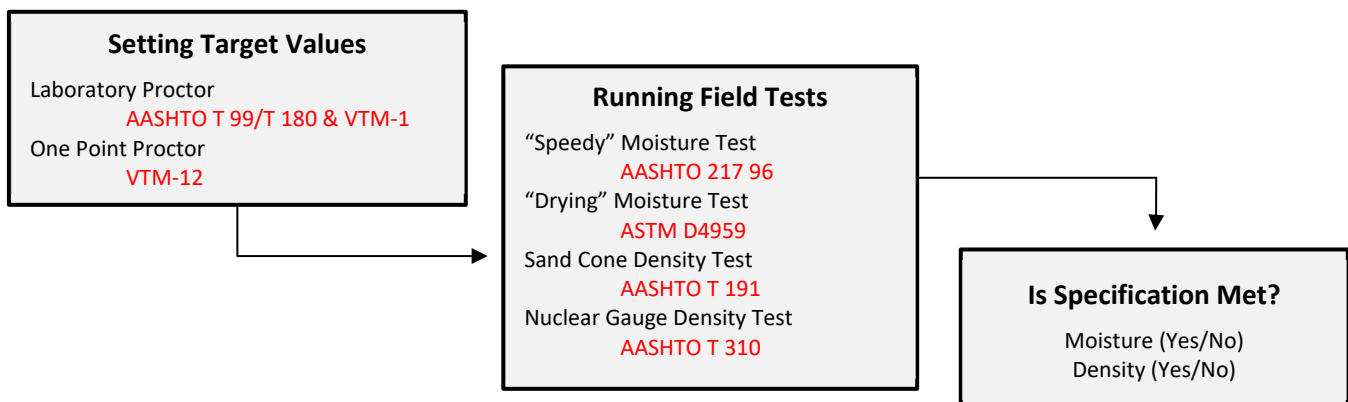 Setting Target Values
Laboratory Proctor
AASHTO T 99/T 180 & VTM-1
One Point Proctor
VTM-12
Running Field Tests
“Speedy” Moisture Test
AASHTO 217 96
“Drying” Moisture Test
ASTM D4959
Sand Cone Density Test
AASHTO T 191
Nuclear Gauge Density Test
AASHTO T 310
Is Specification Met?
Moisture (Yes/No)
Density (Yes/No)